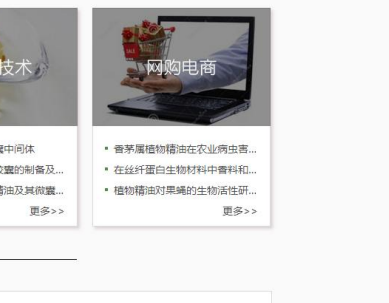 技术
囊中间体
胶囊的制备及...
精油及其微囊...
更多>>
SALE
网购电商
香茅属植物精油在农业病虫害...
在丝纤蛋白生物材料中香料和...
植物精油对果蝇的生物活性研...
更多>>